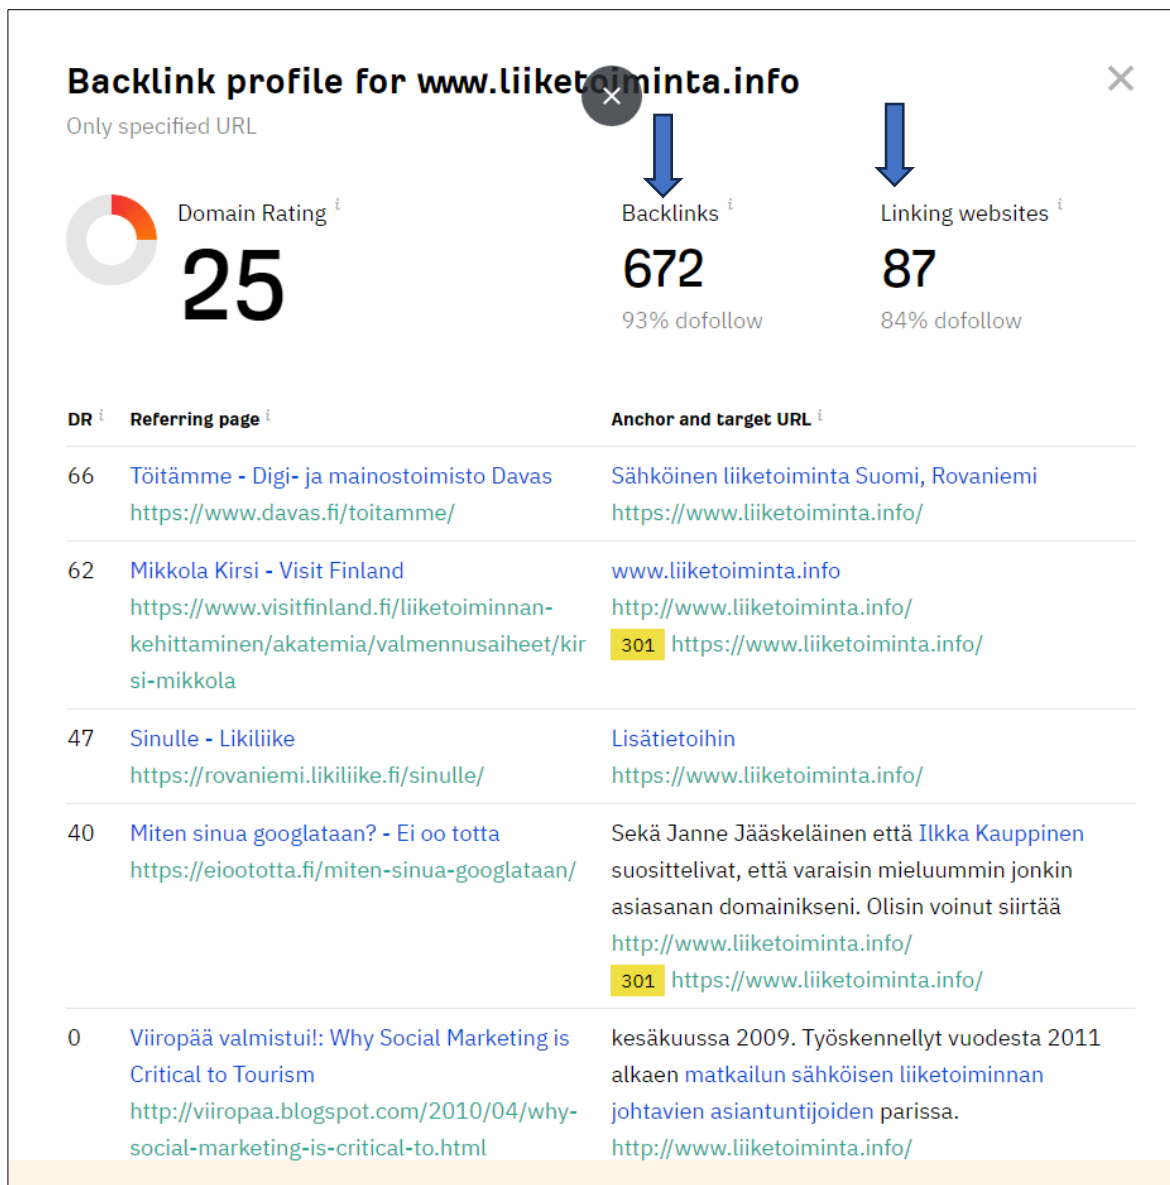 Backlink profile for www.liiketoiminta.info
Only specified URL
Domain Rating i
25
Backlinks i
672
93% dofollow
Linking websites i
87
84% dofollow
DR i Referring page i Anchor and target URL i
66
Töitämme - Digi- ja mainostoimisto Davas
https://www.davas.fi/toitamme/
Sähköinen liiketoiminta Suomi, Rovaniemi
https://www.liiketoiminta.info/
62
Mikkola Kirsi - Visit Finland
https://www.visitfinland.fi/liiketoiminnan-
kehittaminen/akatemia/valmennusaiheet/kir
si-mikkola
www.liiketoiminta.info
http://www.liiketoiminta.info/
301 https://www.liiketoiminta.info/
47
Sinulle - Likiliike
https://rovaniemi.likiliike.fi/sinulle/
Lisätietoihin
https://www.liiketoiminta.info/
40
Miten sinua googlataan? - Ei oo totta
https://eiootota.fi/miten-sinua-googlataan/
Sekä Janne Jääskeläinen että Ilkka Kauppinen
suosittelivat, että varaisin mieluummin jonkin
asiasanan domainikseni. Olisin voinut siirtää
http://www.liiketoiminta.info/
301 https://www.liiketoiminta.info/
0
Viiropää valmistui!: Why Social Marketing is
Critical to Tourism
http://viiropaa.blogspot.com/2010/04/why-
social-marketing-is-critical-to.html
kesäkuussa 2009. Työskennellyt vuodesta 2011
alkaen matkailun sähköisen liiketoiminnan
johtavien asiantuntijoiden parissa.
http://www.liiketoiminta.info/